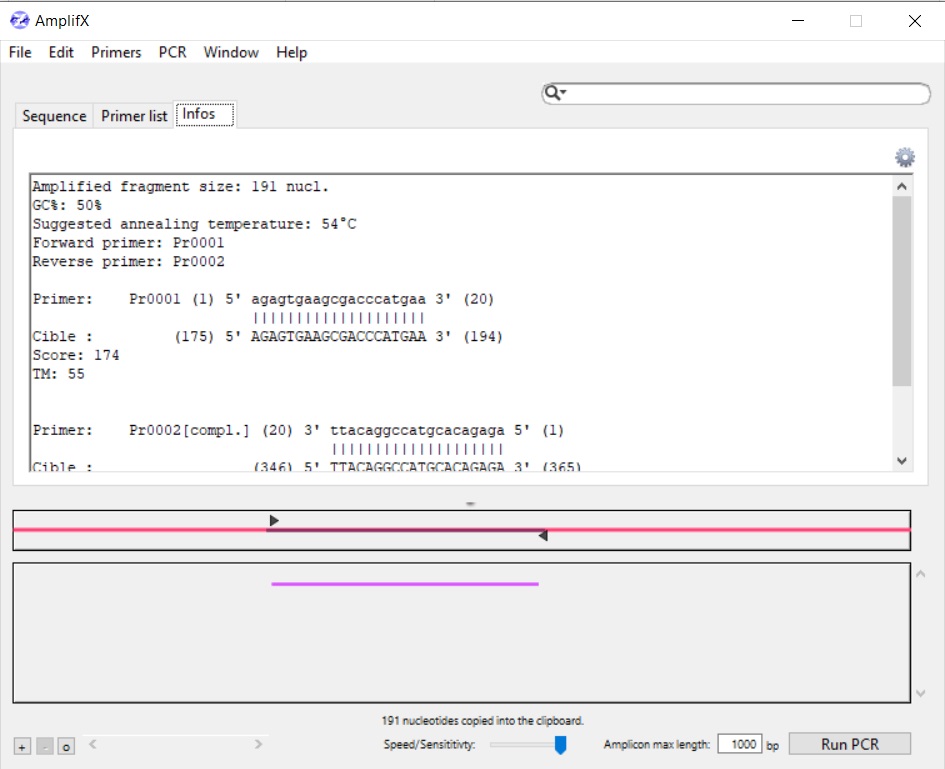 AmplifX
File Edit Primers PCR Window Help
Sequence Primer list Infos
Amplified fragment size: 191 nucl.
GC%: 50%
Suggested annealing temperature: 54°C
Forward primer: Pr0001
Reverse primer: Pr0002
Primer: Pr0001 (1) 5' agagtgaagcgacccatgaa 3' (20)
||||||||||||||||||||
Cible : (175) 5' AGAGTGAAGCGACCCATGAA 3' (194)
Score: 174
TM: 55
Primer: Pr0002[compl.] (20) 3' ttacaggccatgcacagaga 5' (1)
||||||||||||||||||||
Cible : (346) 5' TTACAGGCCATGCACAGAGA 3' (365)
191 nucleotides copied into the clipboard.
Speed/Sensititivty: Amplicon max length: 1000 bp Run PCR
+ - o